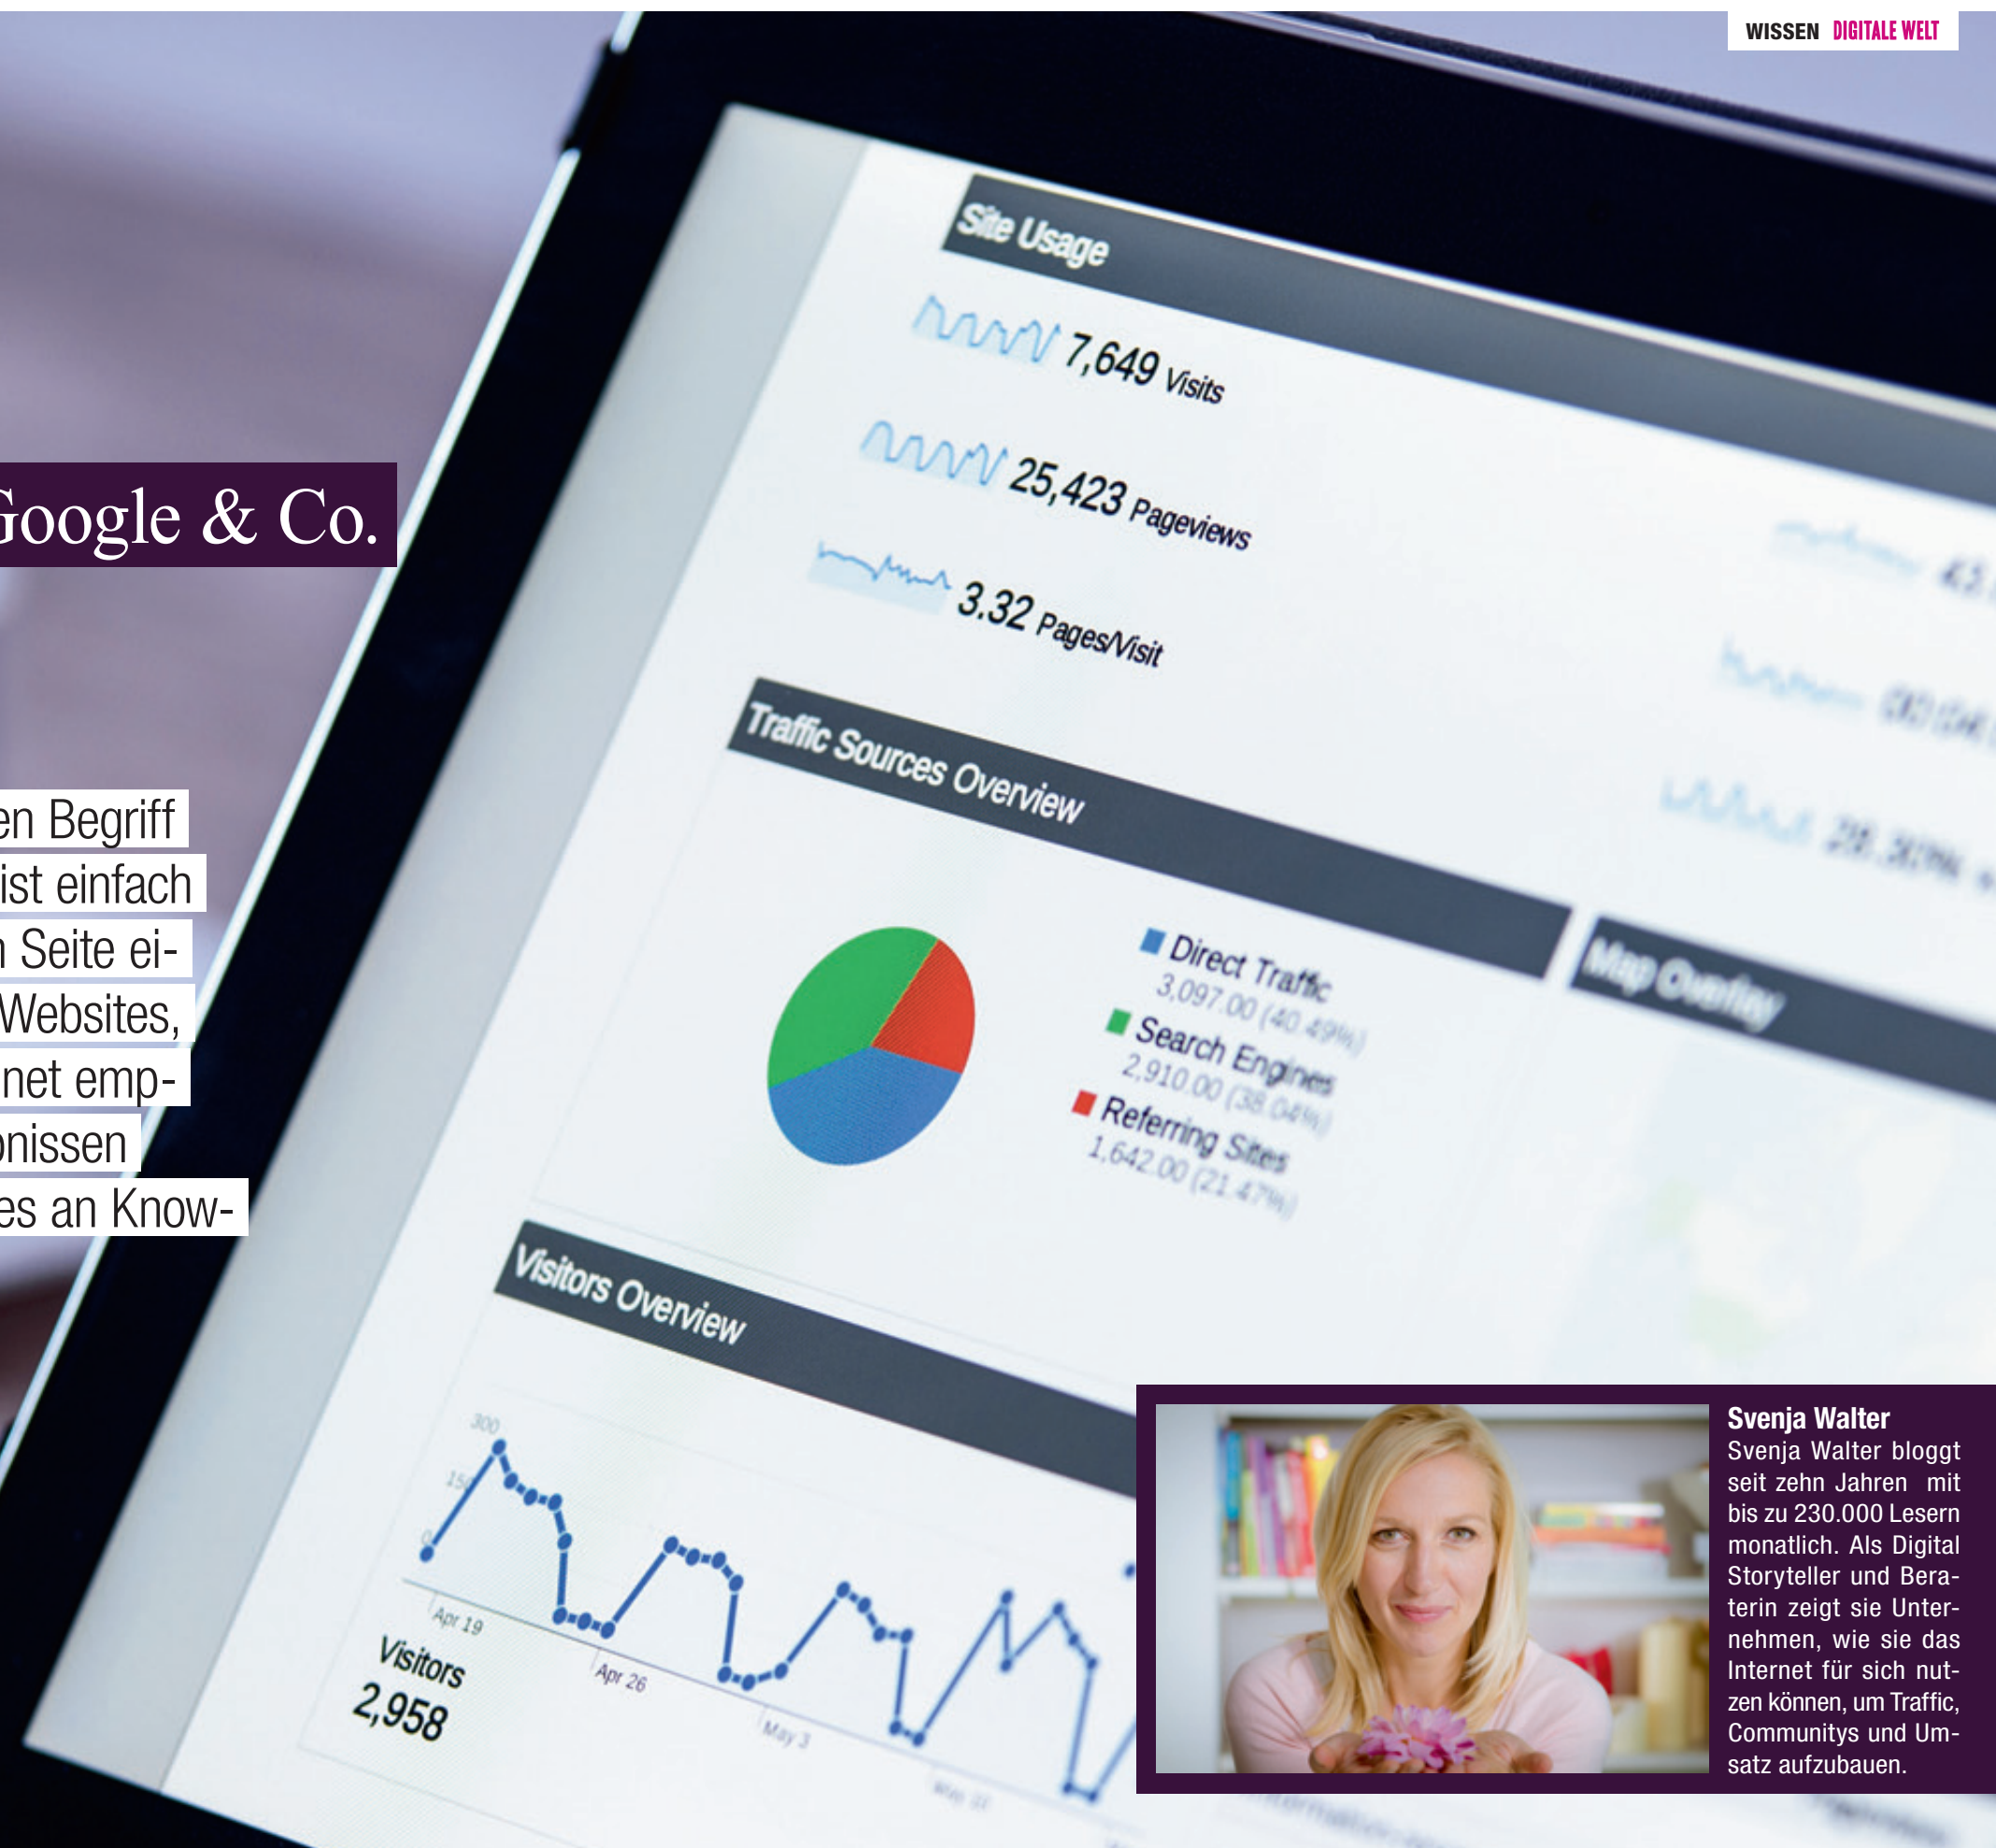 WISSEN DIGITALE WELT
Site Usage
7,649 Visits
25,423 Pageviews
3.32 Pages/Visit
Google & Co.
Traffic Sources Overview
Direct Traffic
3,097.00 (40.49%)
Search Engines
2,910.00 (38.04%)
Referring Sites
1,642.00 (21.47%)
Map Overlay
en Begriff
ist einfach
Seite ei-
Websites,
net emp-
nissen
es an Know-
Visitors Overview
300
150
0
Apr 19
Apr 26
May 3
Visitors
2,958
Svenja Walter
Svenja Walter bloggt
seit zehn Jahren mit
bis zu 230.000 Lesern
monatlich. Als Digital
Storyteller und Bera-
terin zeigt sie Unter-
nehmen, wie sie das
Internet für sich nut-
zen können, um Traffic,
Communitys und Um-
satz aufzubauen.